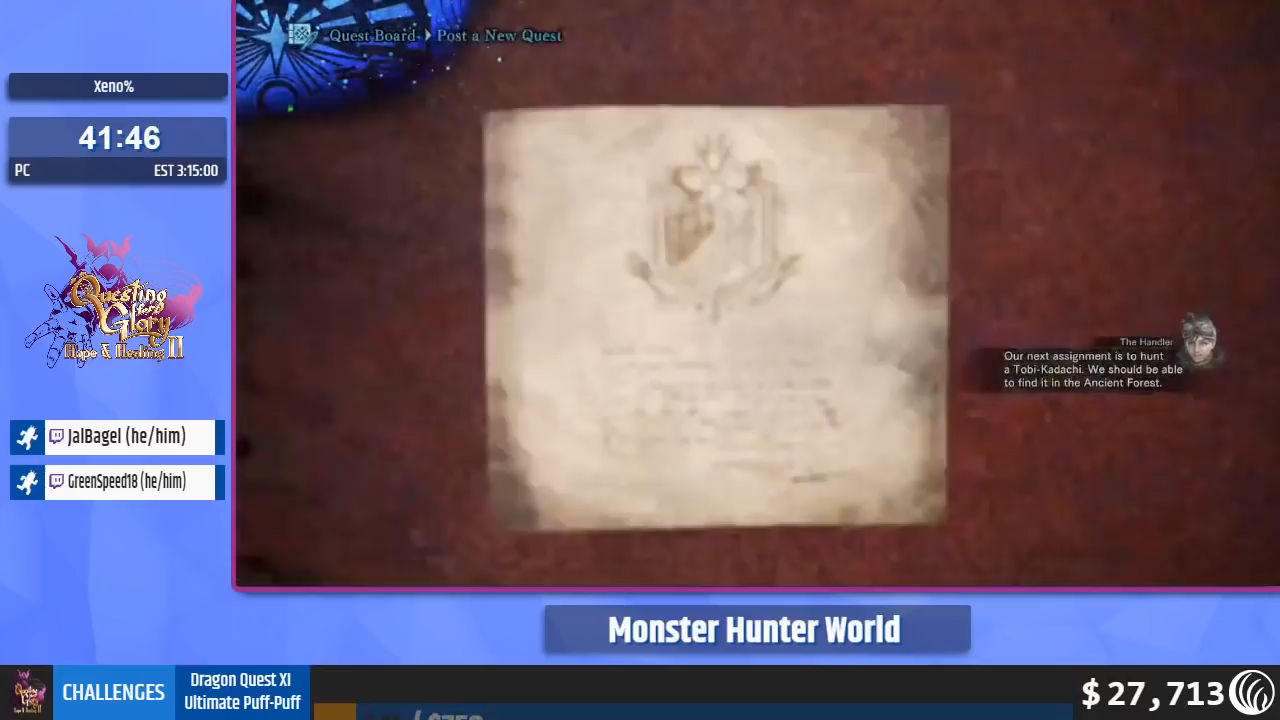 Quest Board ▸ Post a New Quest
Xeno%
41:46
PC
EST 3:15:00
Questing
for
Glory
Hope & Healing II
JalBagel (he/him)
GreenSpeed18 (he/him)
The Handler
Our next assignment is to hunt
a Tobi-Kadachi. We should be able
to find it in the Ancient Forest.
Monster Hunter World
CHALLENGES
Dragon Quest XI
Ultimate Puff-Puff
$27,713